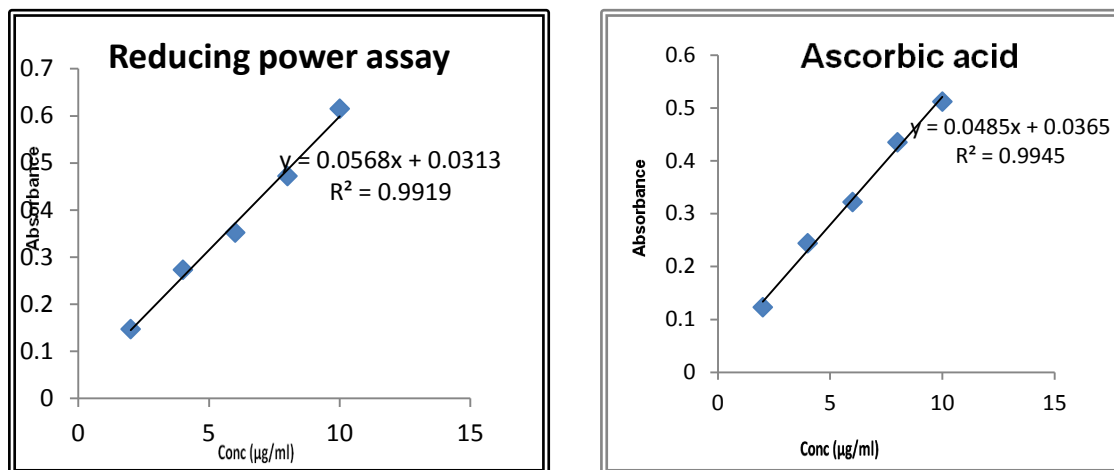 Reducing power assay
0.7
0.6
0.5
0.4
0.3
0.2
0.1
0
Absorbance
y = 0.0568x + 0.0313
R² = 0.9919
0
5
10
15
Conc (µg/ml)
Ascorbic acid
0.6
0.5
0.4
0.3
0.2
0.1
0
Absorbance
y = 0.0485x + 0.0365
R² = 0.9945
0
5
10
15
Conc (µg/ml)